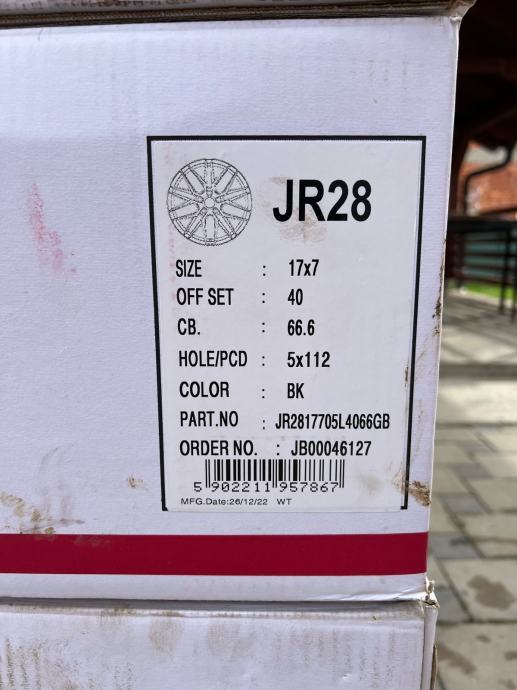 JR28
SIZE : 17x7
OFF SET : 40
CB. : 66.6
HOLE/PCD : 5x112
COLOR : BK
PART.NO : JR2817705L4066GB
ORDER NO. : JB00046127
5 902211 957867
MFG.Date:26/12/22 WT